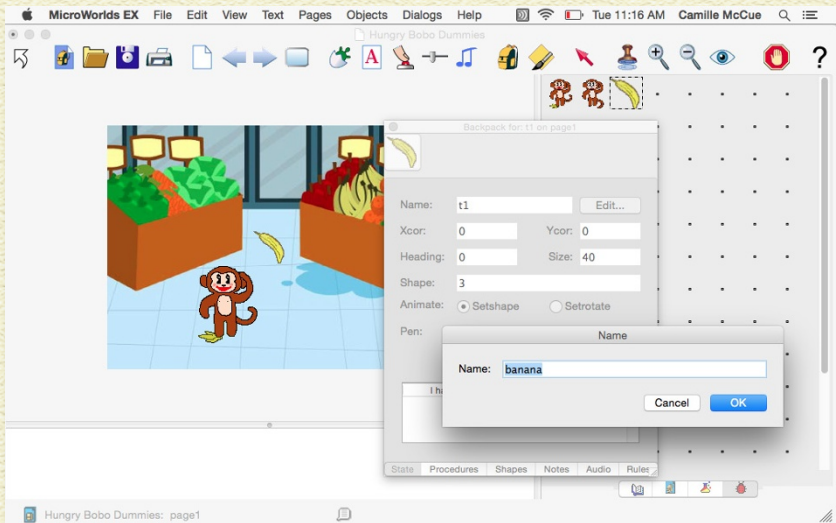 MicroWorlds EX File Edit View Text Pages Objects Dialogs Help Tue 11:16 AM Camille McCue
Hungry Bobo Dummies
A
?
Backpack for: t1 on page1
Name: t1 Edit...
Xcor: 0 Ycor: 0
Heading: 0 Size: 40
Shape: 3
Animate: Setshape Setrotate
Pen:
Name
Name: banana
Cancel OK
I ha
State Procedures Shapes Notes Audio Rules
Hungry Bobo Dummies: page1